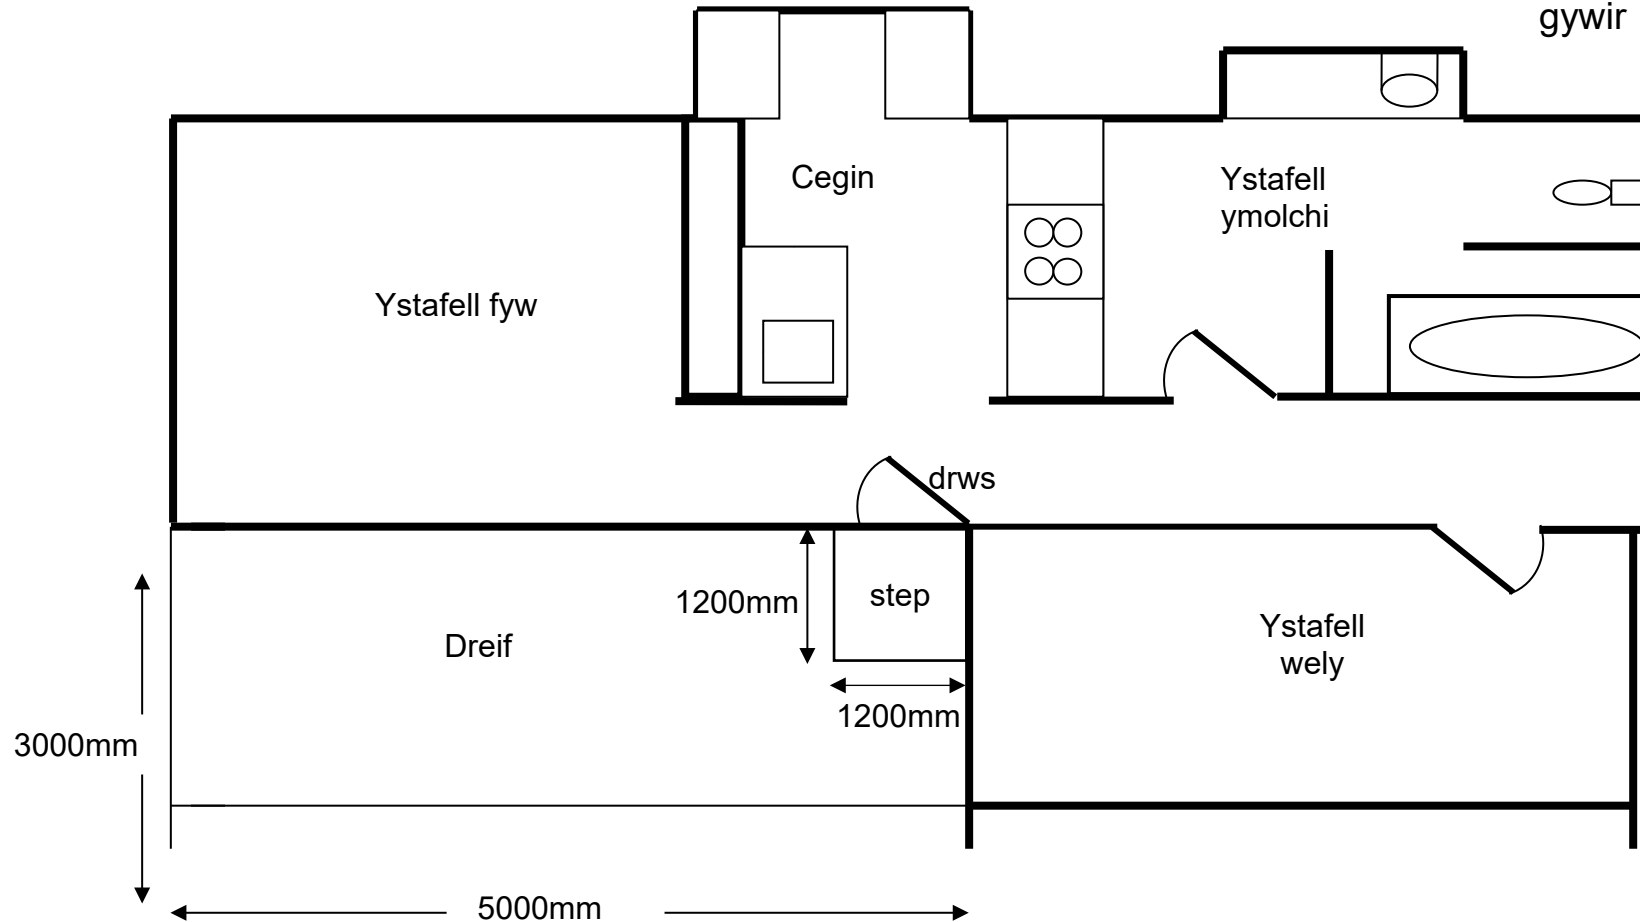 gywir
Cegin
Ystafell
ymolchi
Ystafell fyw
drws
1200mm
step
Dreif
Ystafell
wely
1200mm
3000mm
5000mm